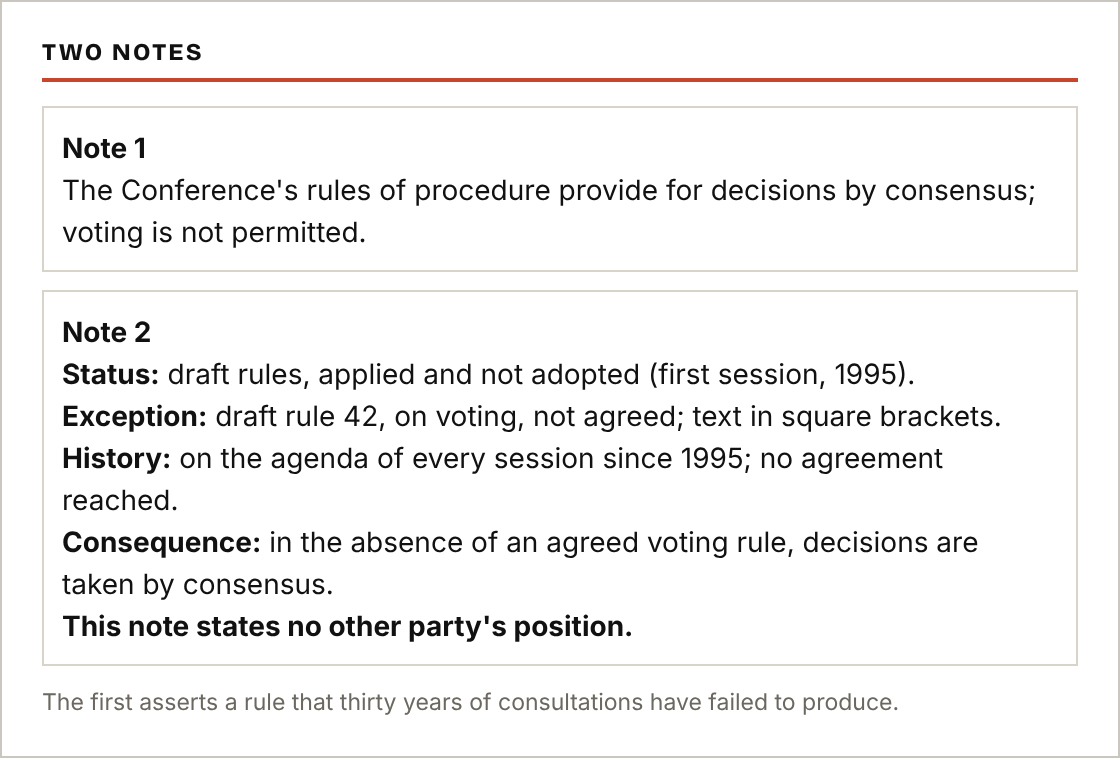 TWO NOTES
Note 1
The Conference's rules of procedure provide for decisions by consensus;
voting is not permitted.
Note 2
Status: draft rules, applied and not adopted (first session, 1995).
Exception: draft rule 42, on voting, not agreed; text in square brackets.
History: on the agenda of every session since 1995; no agreement
reached.
Consequence: in the absence of an agreed voting rule, decisions are
taken by consensus.
This note states no other party's position.
The first asserts a rule that thirty years of consultations have failed to produce.